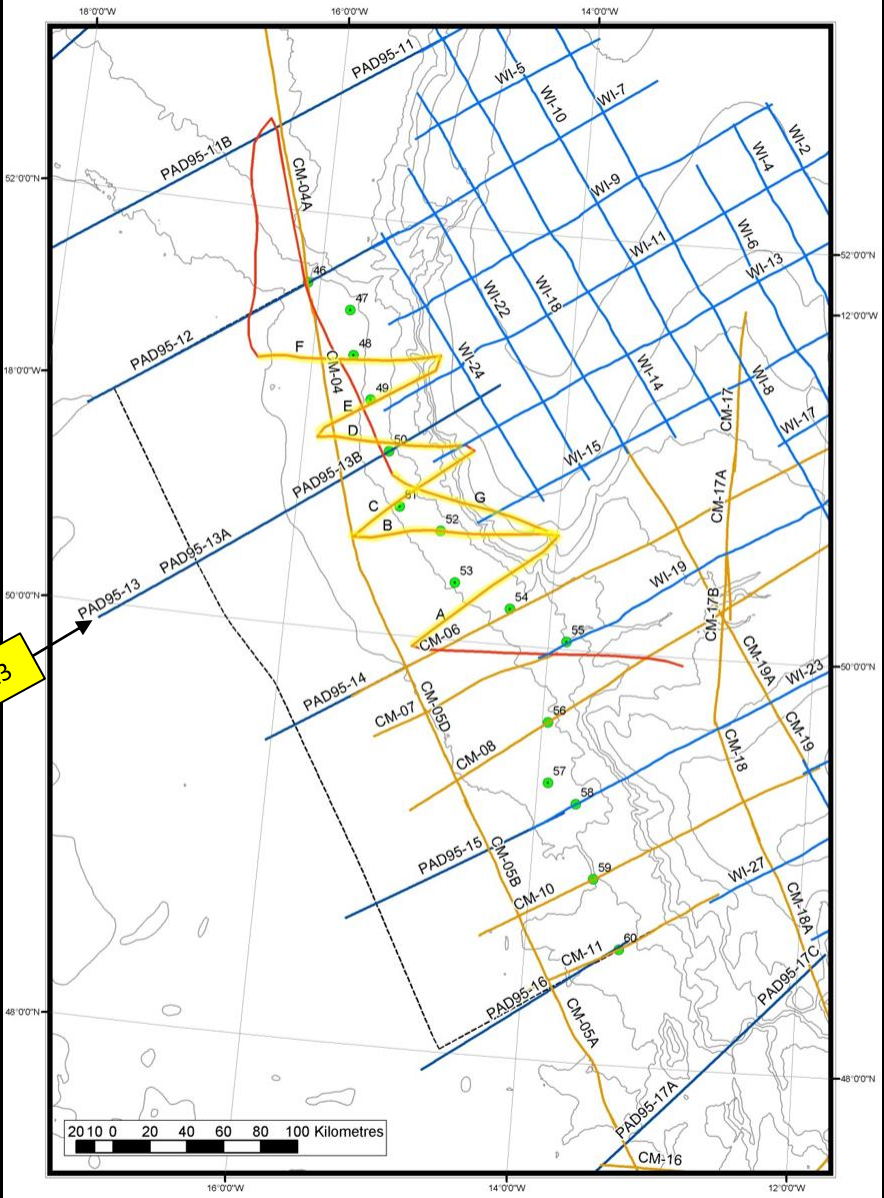 18°0'0"W
16°0'0"W
14°0'0"W
PAD95-11
WI-5
WI-7
WI-10
WI-2
PAD95-11B
WI-4
CM-04A
52°0'0"N
WI-9
WI-6
WI-11
52°0'0"N
46
WI-13
47
WI-22
WI-18
12°0'0"W
PAD95-12
F
48
WI-24
18°0'0"W
CM-04
WI-14
WI-8
49
E
CM-17
D
WI-17
50
PAD95-13B
WI-15
CM-17A
C
51
G
B
52
PAD95-13A
53
WI-19
PAD95-13
50°0'0"N
54
A
CM-17B
3
CM-06
55
CM-19A
50°0'0"N
WI-23
PAD95-14
CM-05D
CM-07
56
CM-19
CM-08
CM-18
57
58
PAD95-15
CM-05B
59
WI-27
CM-10
CM-18A
60
CM-11
PAD95-17C
PAD95-16
48°0'0"N
CM-05A
48°0'0"N
PAD95-17A
20 10 0 20 40 60 80 100 Kilometres
CM-16
16°0'0"W
14°0'0"W
12°0'0"W